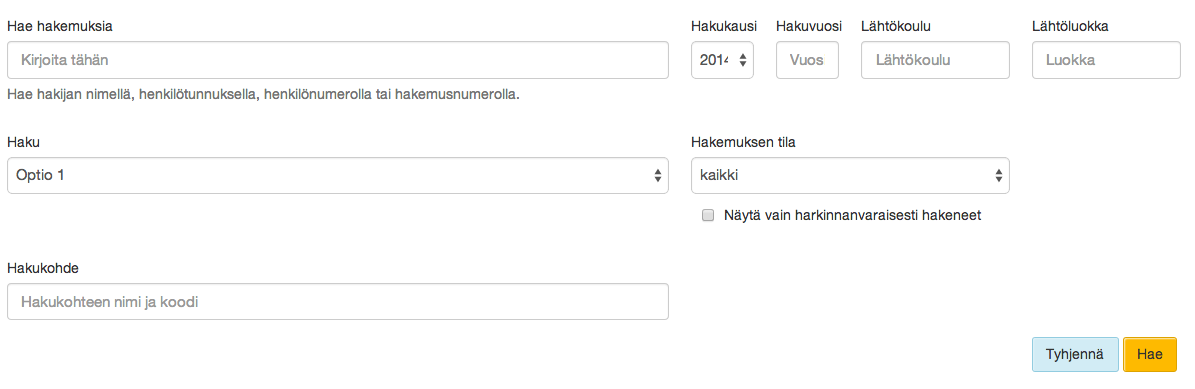 Hae hakemuksia Hakukausi Hakuvuosi Lähtökoulu Lähtöluokka
Kirjoita tähän 2014 Vuos Lähtökoulu Luokka
Hae hakijan nimellä, henkilötunnuksella, henkilönumerolla tai hakemusnumerolla.
Haku Hakemuksen tila
Optio 1 kaikki
Näytä vain harkinnanvaraisesti hakeneet
Hakukohde
Hakukohteen nimi ja koodi
Tyhjennä Hae